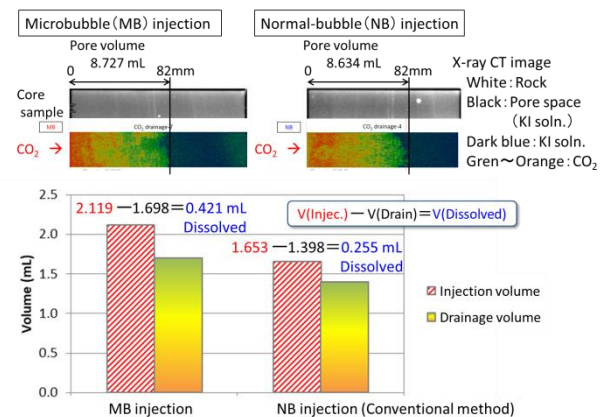 Microbubble(MB) injection
Normal-bubble(NB) injection
Pore volume
8.727 mL
0
82mm
Pore volume
8.634 mL
0
82mm
X-ray CT image
White:Rock
Black:Pore space
(KI soln.)
Dark blue:KI soln.
Gren～Orange:CO2
Core
sample
MB
CO2 drainage-7
NB
CO2 drainage-4
CO2 →
CO2 →
2.119 －1.698＝0.421 mL
Dissolved
V(Injec.)－V(Drain)＝V(Dissolved)
1.653 －1.398＝0.255 mL
Dissolved
Volume (mL)
2.5
2.0
1.5
1.0
0.5
0.0
Injection volume
Drainage volume
MB injection
NB injection (Conventional method)